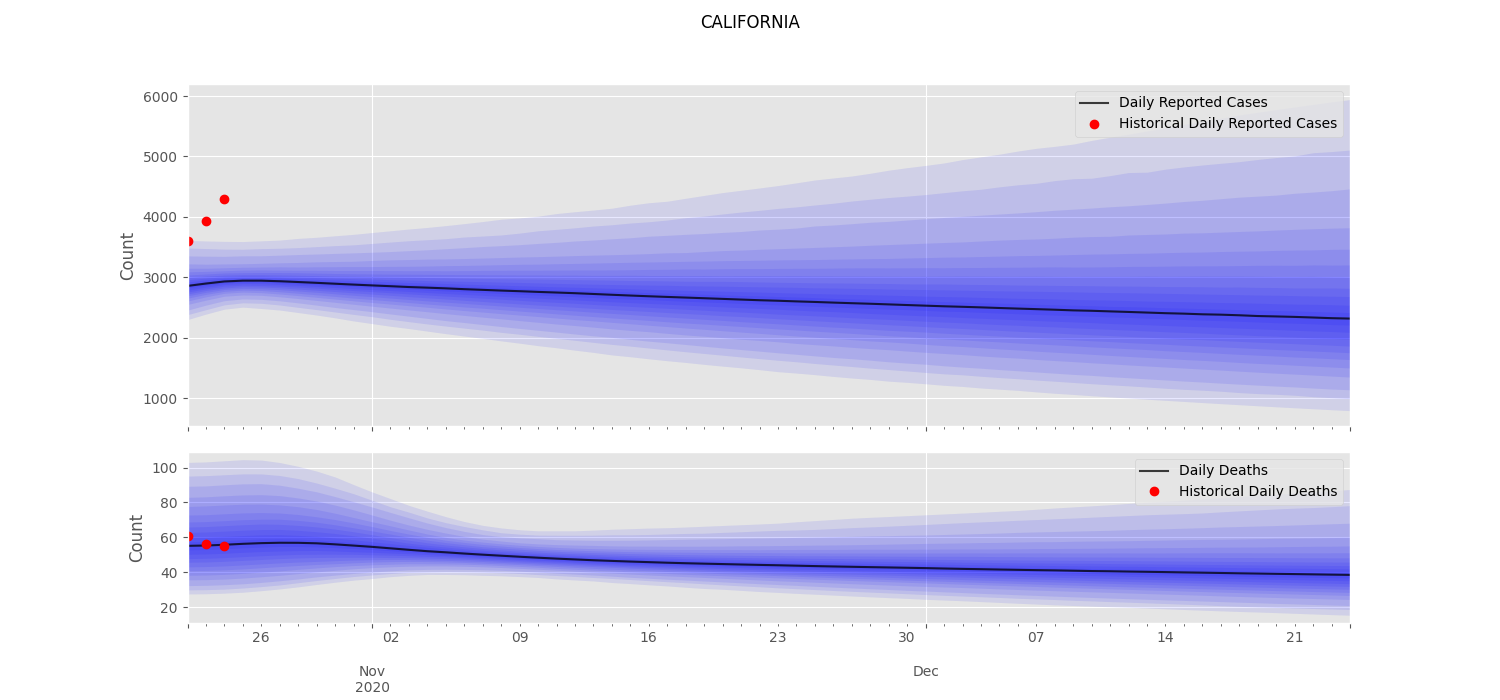 CALIFORNIA
6000
5000
4000
3000
2000
1000
Count
Daily Reported Cases
Historical Daily Reported Cases
100
80
60
40
20
Count
Daily Deaths
Historical Daily Deaths
26 02 09 16 23 30 07 14 21
Nov Dec
2020